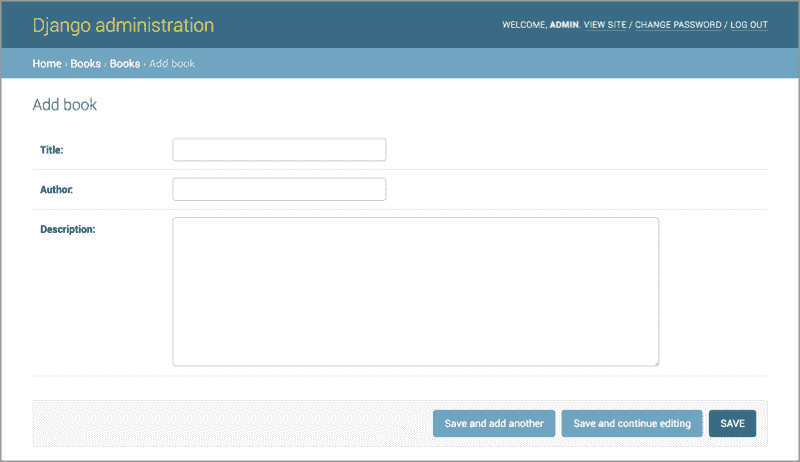 Django administration
WELCOME, ADMIN. VIEW SITE / CHANGE PASSWORD / LOG OUT
Home › Books › Books › Add book
Add book
Title:
Author:
Description:
Save and add another
Save and continue editing
SAVE